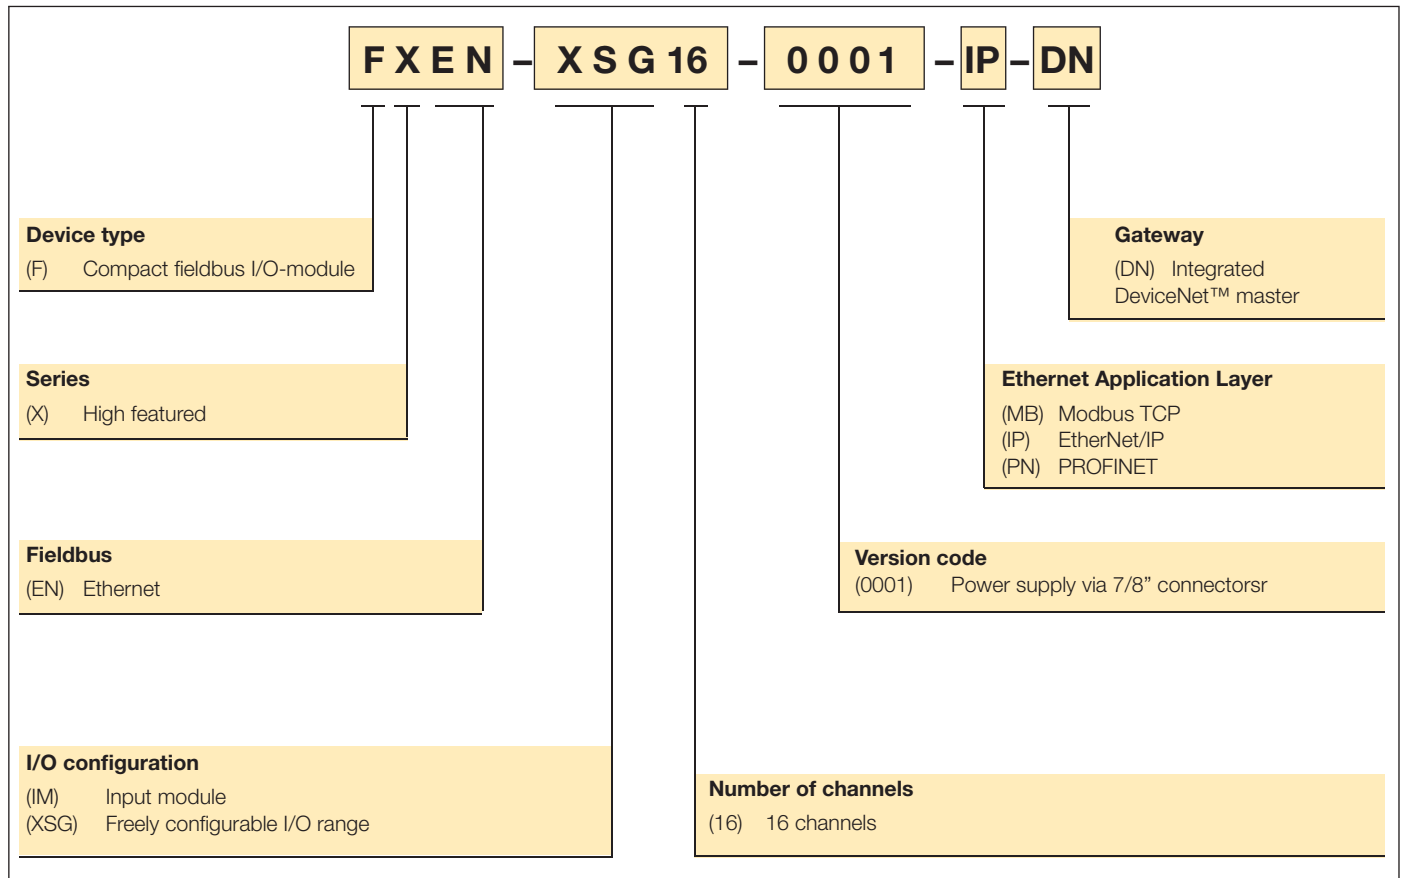 FXEN – XSG16 – 0001 – IP – DN
Device type
(F) Compact fieldbus I/O-module
Gateway
(DN) Integrated
DeviceNet™ master
Series
(X) High featured
Ethernet Application Layer
(MB) Modbus TCP
(IP) EtherNet/IP
(PN) PROFINET
Fieldbus
(EN) Ethernet
Version code
(0001) Power supply via 7/8” connectorsr
I/O configuration
(IM) Input module
(XSG) Freely configurable I/O range
Number of channels
(16) 16 channels